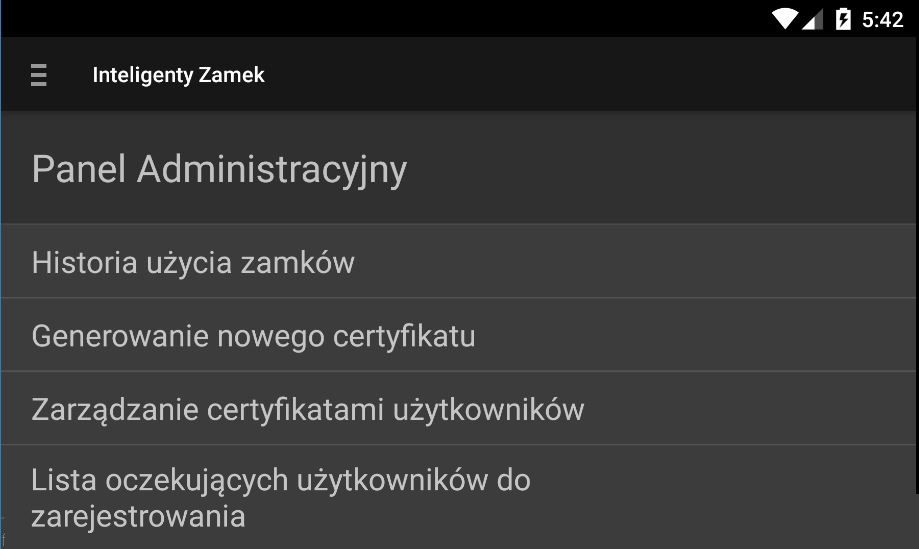 5:42
Inteligenty Zamek
Panel Administracyjny
Historia użycia zamków
Generowanie nowego certyfikatu
Zarządzanie certyfikatami użytkowników
Lista oczekujących użytkowników do
zarejestrowania